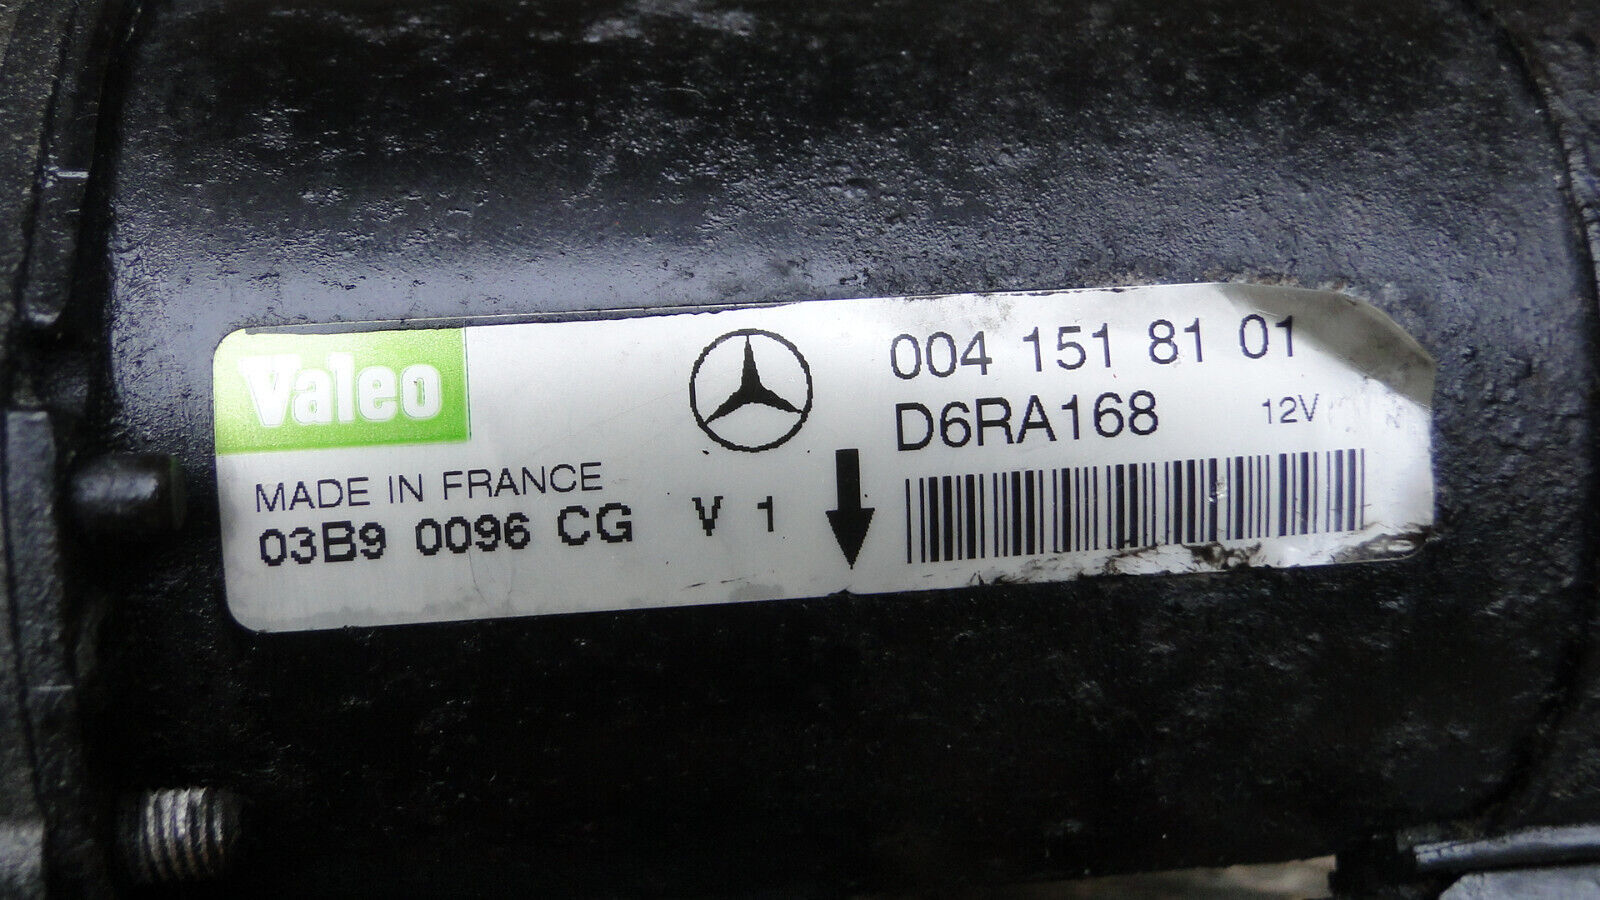 Valeo
004 151 81 01
D6RA168 12V
MADE IN FRANCE
03B9 0096 CG V 1